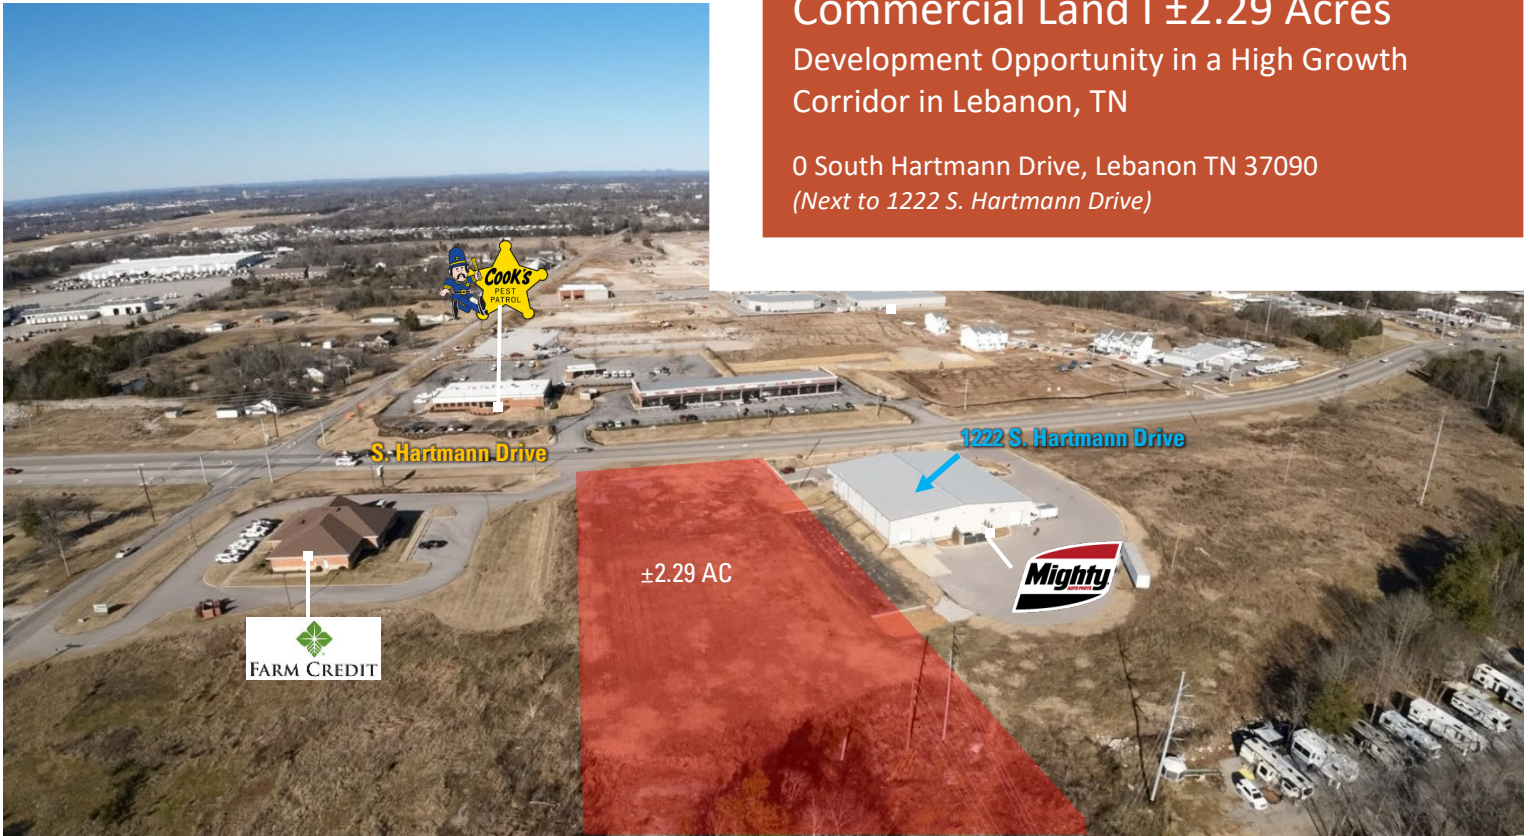 Commercial Land I ±2.29 Acres
Development Opportunity in a High Growth
Corridor in Lebanon, TN
0 South Hartmann Drive, Lebanon TN 37090
(Next to 1222 S. Hartmann Drive)
COOK'S
PEST
PATROL
S. Hartmann Drive
1222 S. Hartmann Drive
±2.29 AC
Mighty
AUTO PARTS
FARM CREDIT